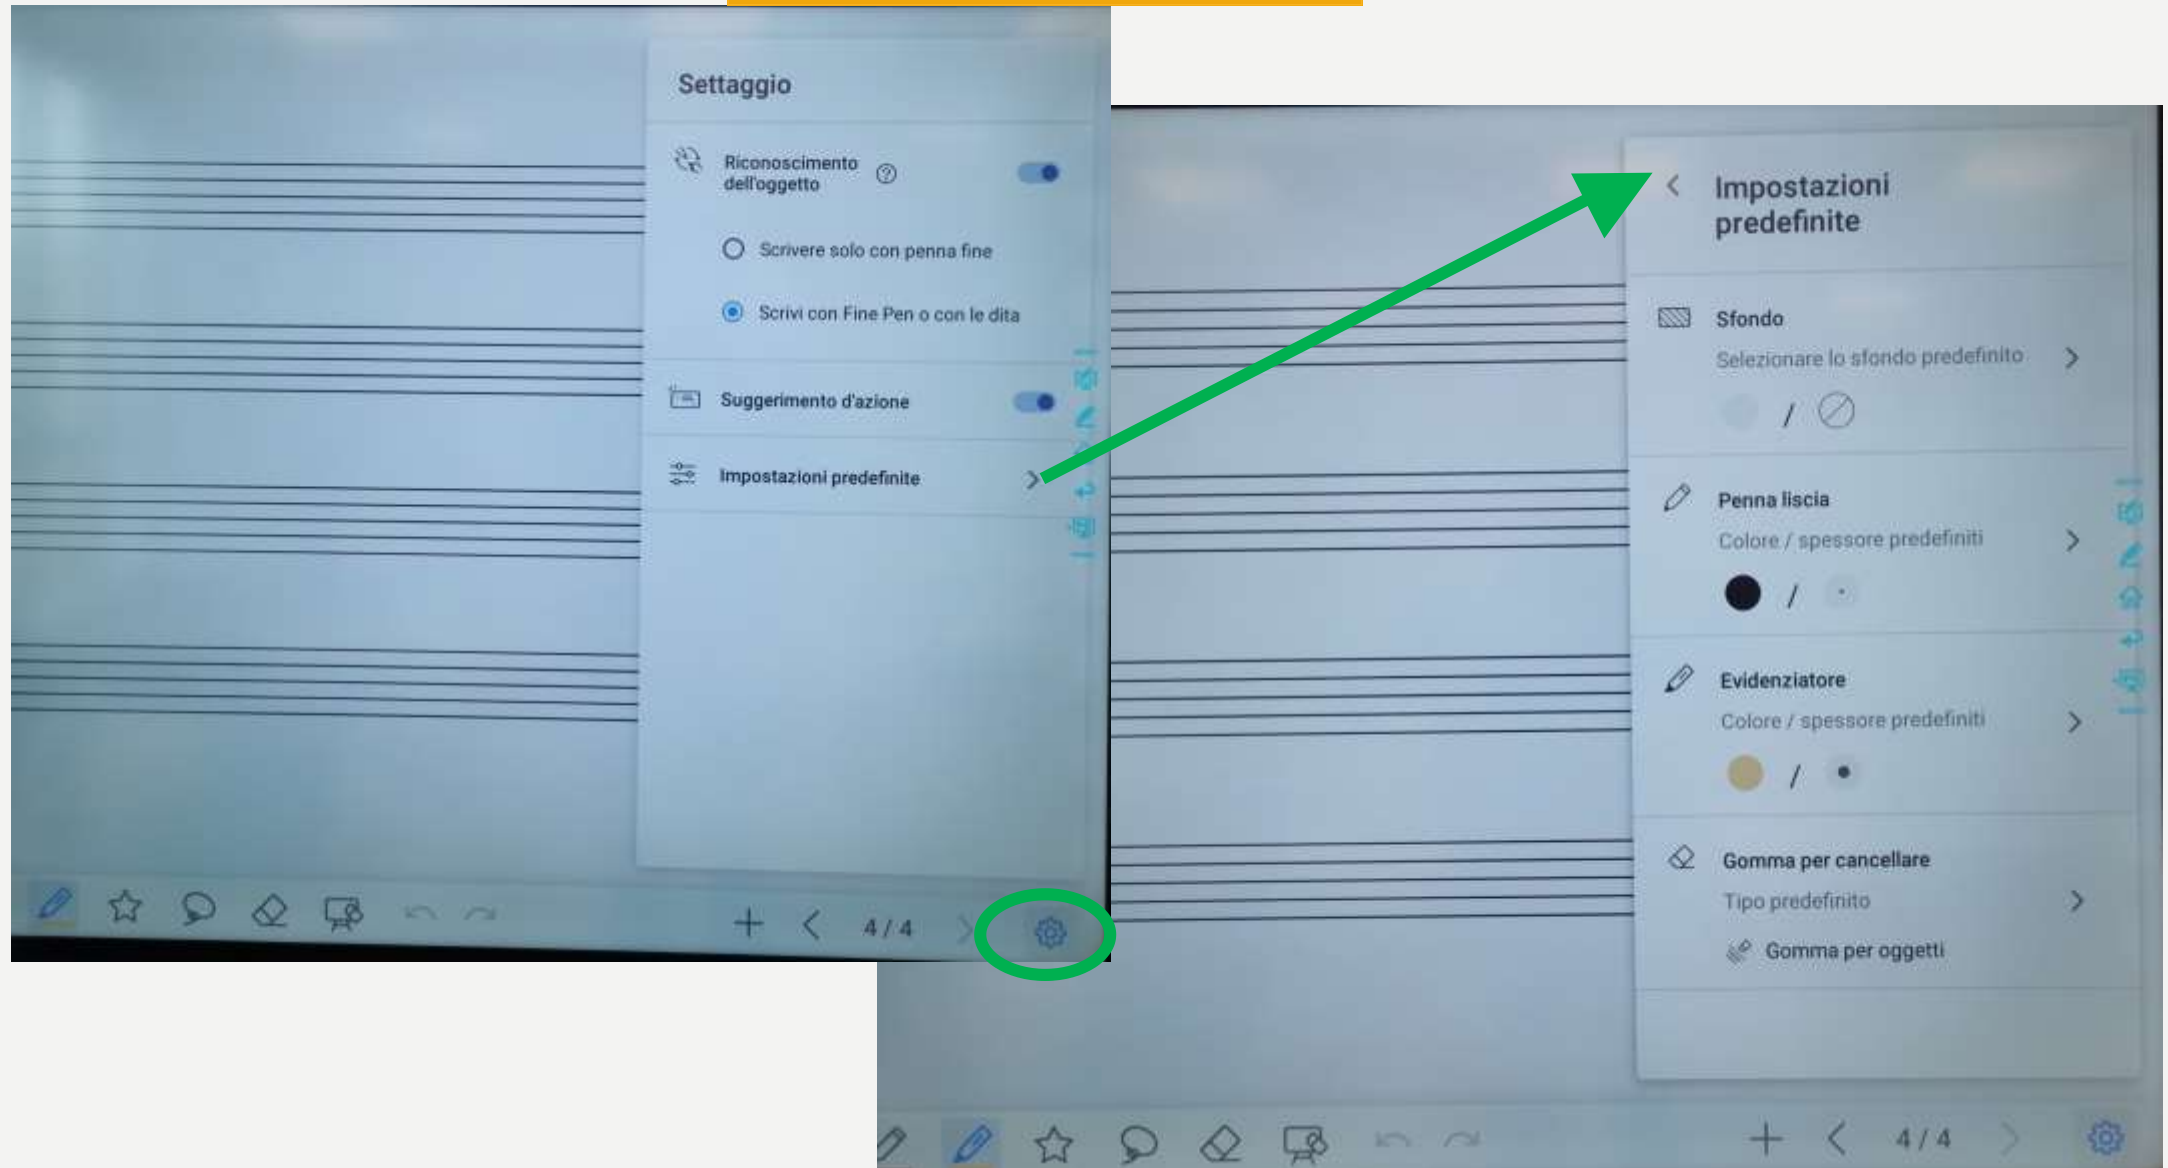 Settaggio
Riconoscimento
dell'oggetto
Scrivere solo con penna fine
Scrivi con Fine Pen o con le dita
Suggerimento d'azione
Impostazioni predefinite
4 / 4
Impostazioni
predefinite
Sfondo
Selezionare lo sfondo predefinito
/
Penna liscia
Colore / spessore predefiniti
/
Evidenziatore
Colore / spessore predefiniti
/
Gomma per cancellare
Tipo predefinito
Gomma per oggetti
4 / 4